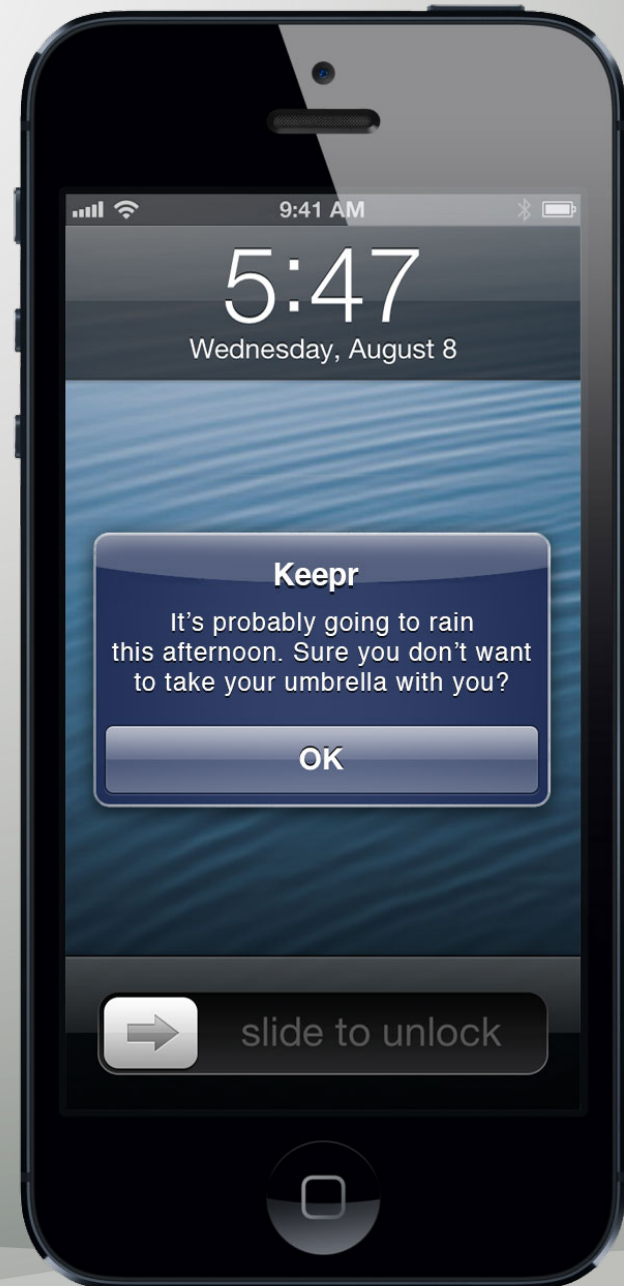 9:41 AM
5:47
Wednesday, August 8
Keepr
It's probably going to rain
this afternoon. Sure you don't want
to take your umbrella with you?
OK
slide to unlock